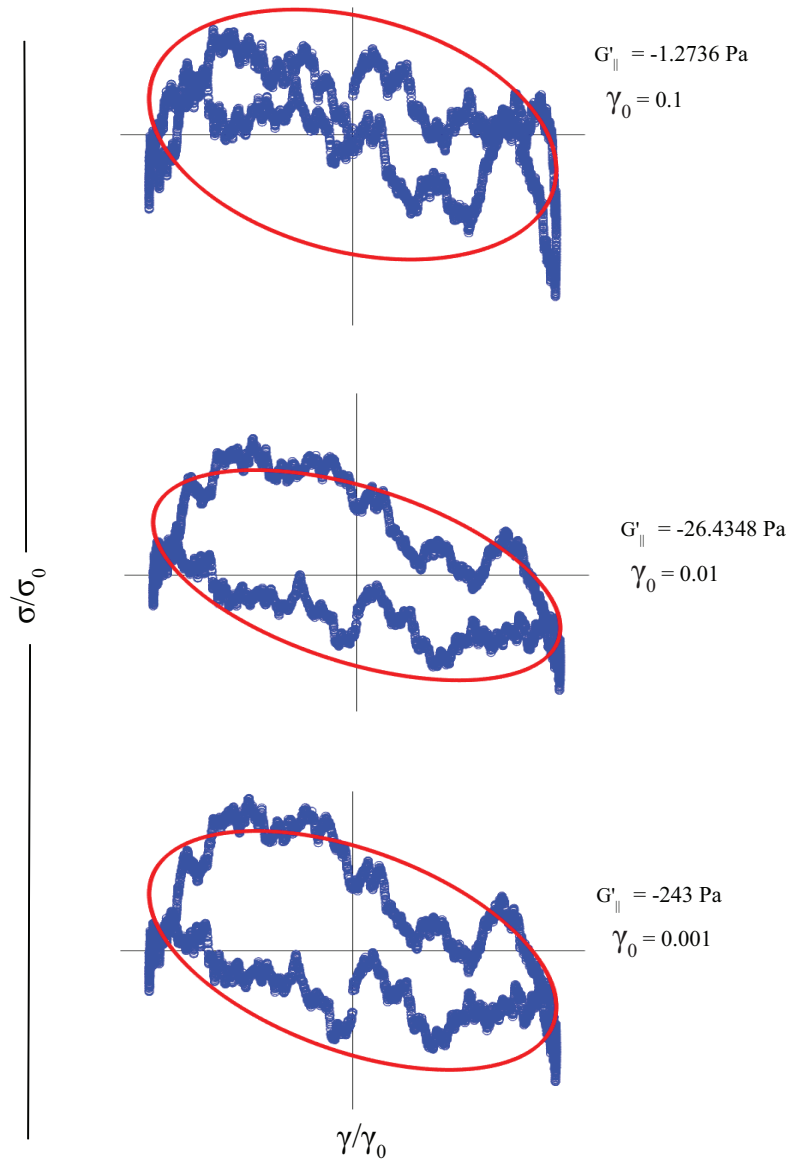 G'∥ = -1.2736 Pa
γ0 = 0.1
G'∥ = -26.4348 Pa
γ0 = 0.01
σ/σ0
G'∥ = -243 Pa
γ0 = 0.001
γ/γ0